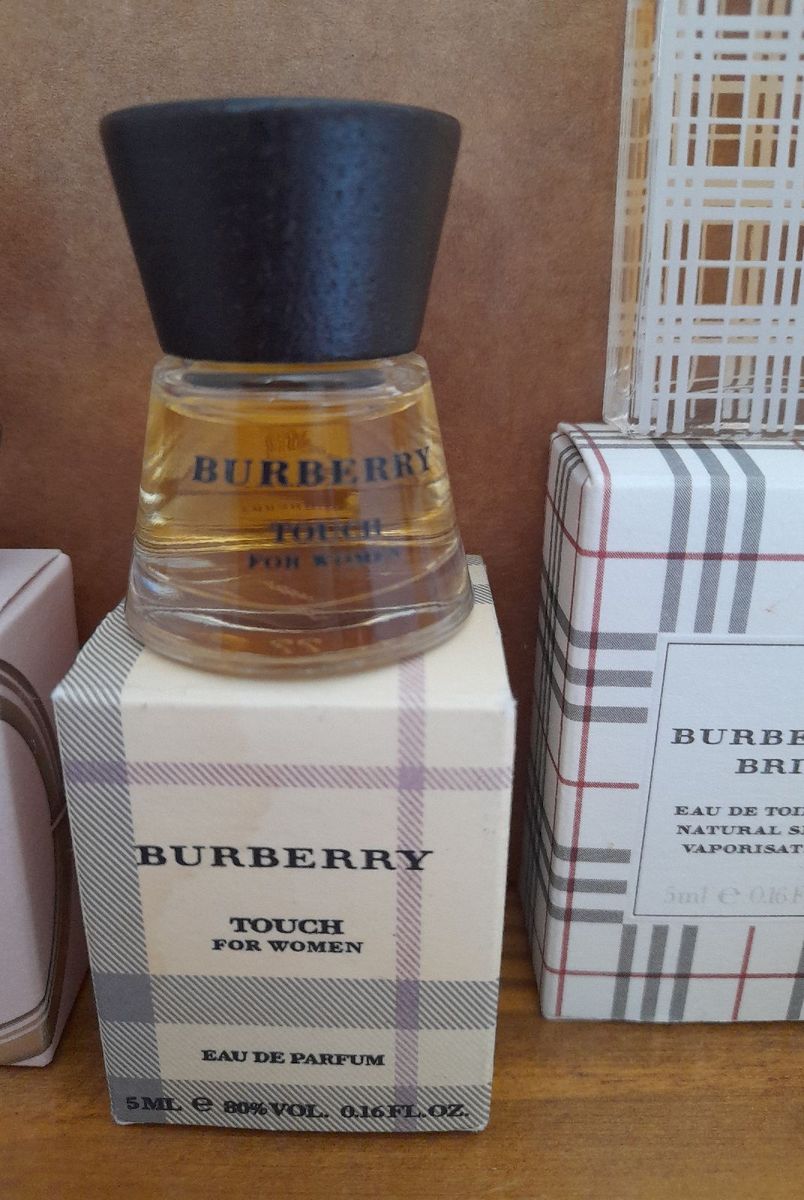 BURBERRY
TOUCH
FOR WOMEN
BURBERRY
TOUCH
FOR WOMEN
EAU DE PARFUM
5 ML e 80% VOL. 0.16 FL.OZ.
BURBE
BRI
EAU DE TOI
NATURAL S
VAPORISAT
5ml e 0.16 F